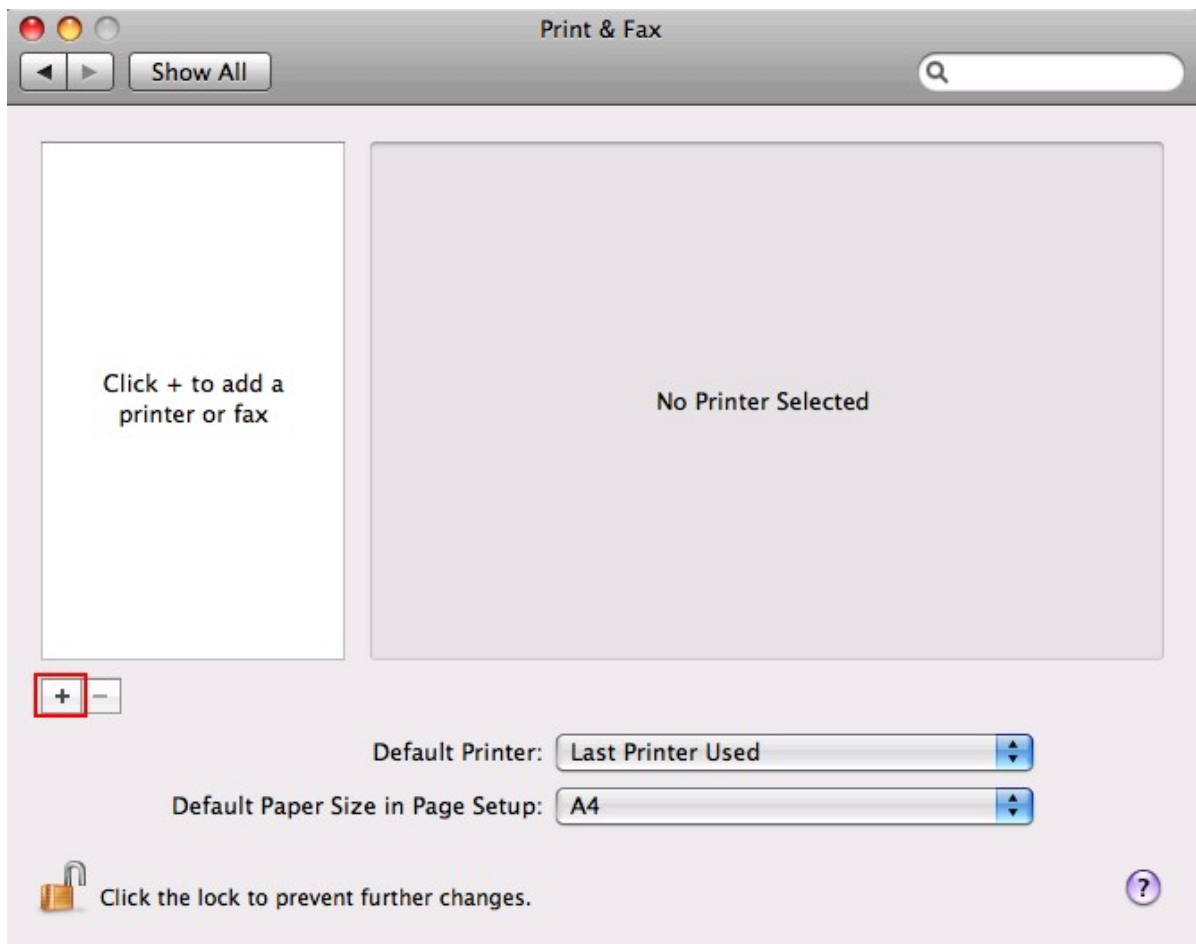 Print & Fax
Show All
Click + to add a
printer or fax
No Printer Selected
+ −
Default Printer: Last Printer Used
Default Paper Size in Page Setup: A4
Click the lock to prevent further changes.
?